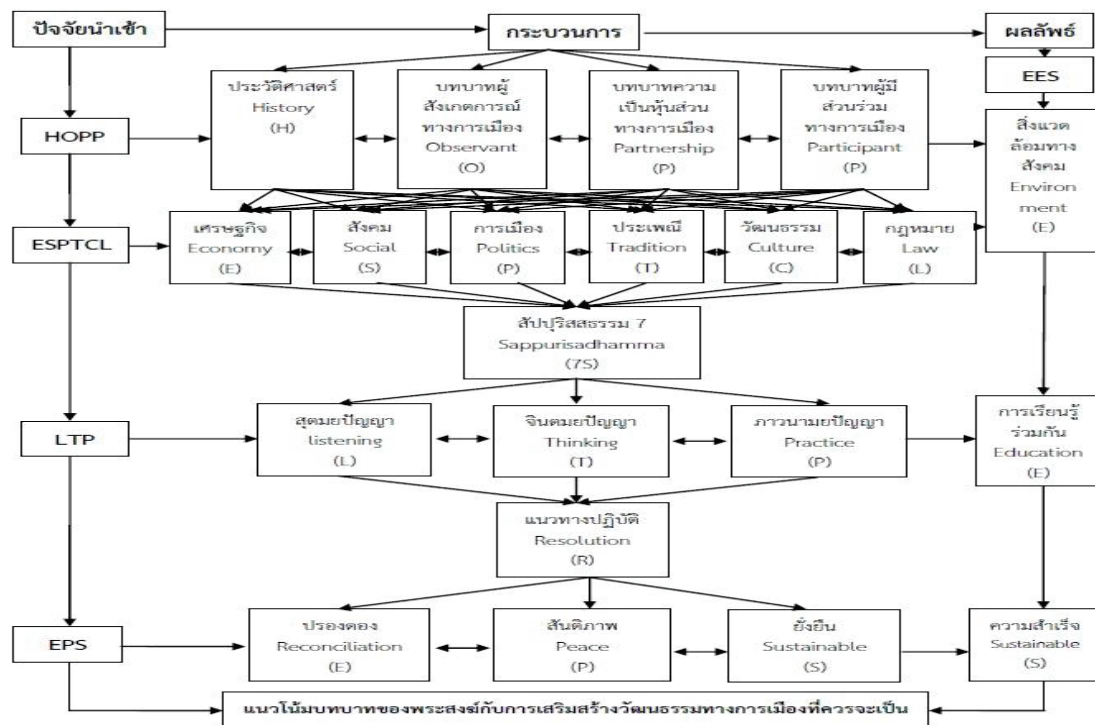 ปัจจัยนำเข้า
กระบวนการ
ผลลัพธ์
HOPP
ประวัติศาสตร์
History
(H)
บทบาทผู้
สังเกตการณ์
ทางการเมือง
Observant
(O)
บทบาทความ
เป็นหุ้นส่วน
ทางการเมือง
Partnership
(P)
บทบาทผู้มี
ส่วนร่วม
ทางการเมือง
Participant
(P)
EES
สิ่งแวด
ล้อมทาง
สังคม
Environ
ment
(E)
ESPTCL
เศรษฐกิจ
Economy
(E)
สังคม
Social
(S)
การเมือง
Politics
(P)
ประเพณี
Tradition
(T)
วัฒนธรรม
Culture
(C)
กฎหมาย
Law
(L)
สัปปุริสสธรรม 7
Sappurisadhamma
(7S)
LTP
สุตมยปัญญา
listening
(L)
จินตมยปัญญา
Thinking
(T)
ภาวนามยปัญญา
Practice
(P)
การเรียนรู้
ร่วมกัน
Education
(E)
แนวทางปฏิบัติ
Resolution
(R)
EPS
ปรองดอง
Reconciliation
(E)
สันติภาพ
Peace
(P)
ยั่งยืน
Sustainable
(S)
ความสำเร็จ
Sustainable
(S)
แนวโน้มบทบาทของพระสงฆ์กับการเสริมสร้างวัฒนธรรมทางการเมืองที่ควรจะเป็น